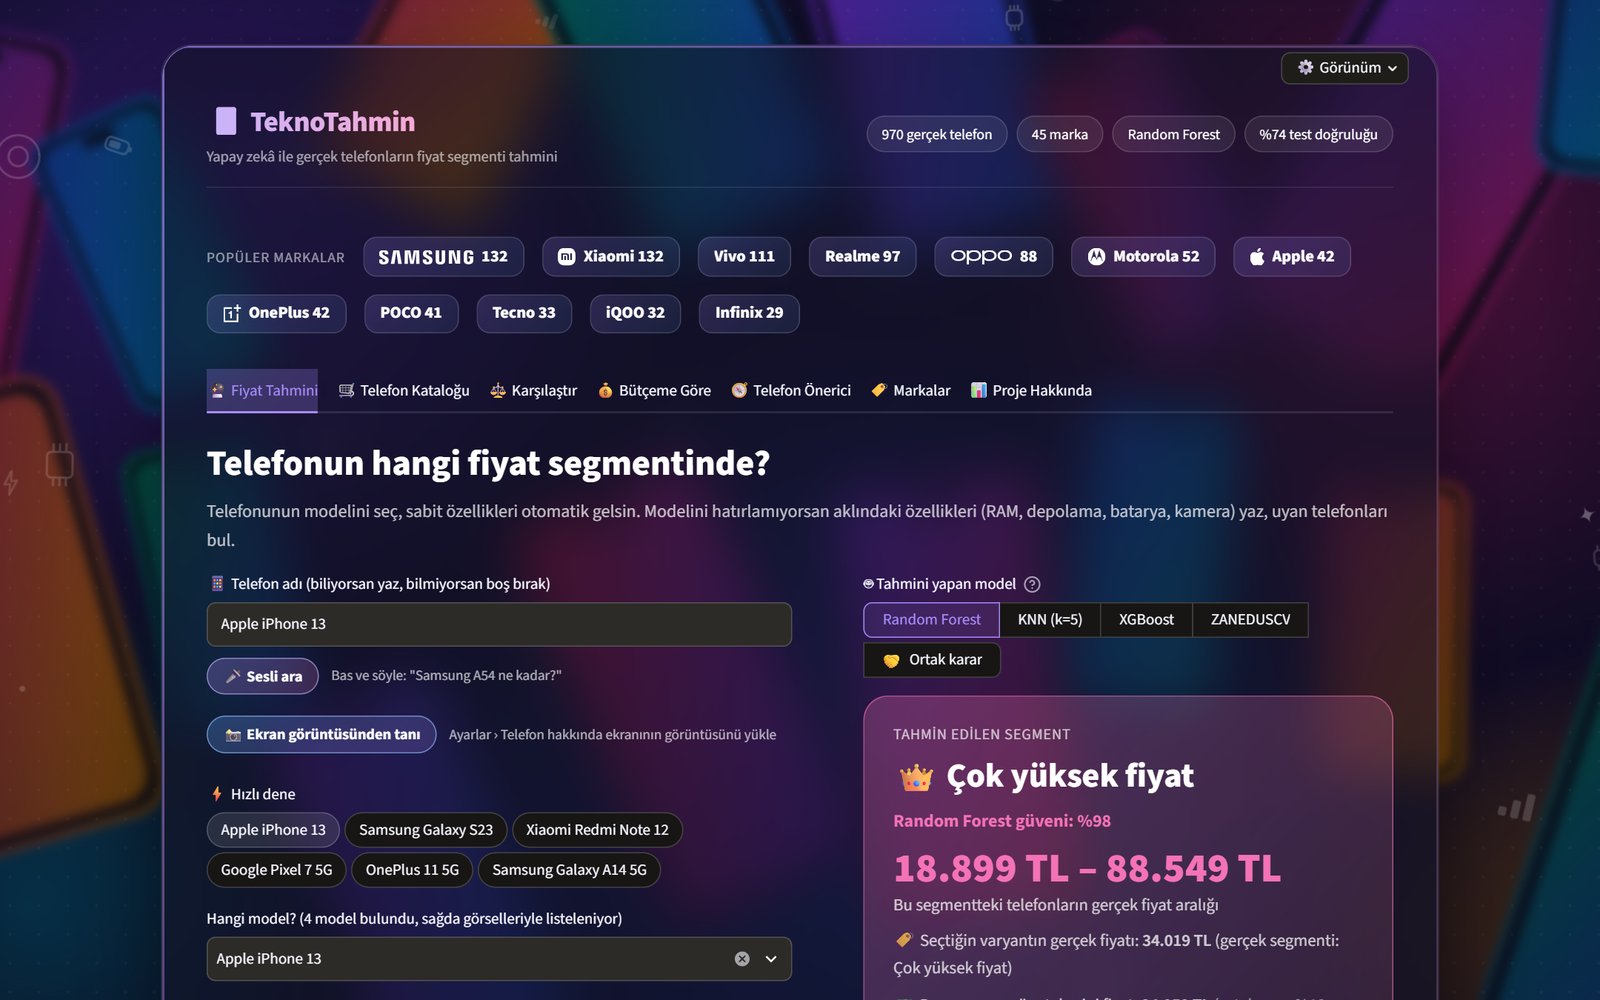 Görünüm
TeknoTahmin
Yapay zekâ ile gerçek telefonların fiyat segmenti tahmini
970 gerçek telefon
45 marka
Random Forest
%74 test doğruluğu
POPÜLER MARKALAR
SAMSUNG 132
Xiaomi 132
Vivo 111
Realme 97
oppo 88
Motorola 52
Apple 42
OnePlus 42
POCO 41
Tecno 33
iQOO 32
Infinix 29
Fiyat Tahmini
Telefon Kataloğu
Karşılaştır
Bütçeme Göre
Telefon Önerici
Markalar
Proje Hakkında
Telefonun hangi fiyat segmentinde?
Telefonunun modelini seç, sabit özellikleri otomatik gelsin. Modelini hatırlamıyorsan aklındaki özellikleri (RAM, depolama, batarya, kamera) yaz, uyan telefonları
bul.
Telefon adı (biliyorsan yaz, bilmiyorsan boş bırak)
Apple iPhone 13
Sesli ara
Bas ve söyle: "Samsung A54 ne kadar?"
Ekran görüntüsünden tanı
Ayarlar › Telefon hakkında ekranının görüntüsünü yükle
Hızlı dene
Apple iPhone 13
Samsung Galaxy S23
Xiaomi Redmi Note 12
Google Pixel 7 5G
OnePlus 11 5G
Samsung Galaxy A14 5G
Hangi model? (4 model bulundu, sağda görselleriyle listeleniyor)
Apple iPhone 13
Tahmini yapan model
Random Forest
KNN (k=5)
XGBoost
ZANEDUSCV
Ortak karar
TAHMİN EDİLEN SEGMENT
Çok yüksek fiyat
Random Forest güveni: %98
18.899 TL – 88.549 TL
Bu segmentteki telefonların gerçek fiyat aralığı
Seçtiğin varyantın gerçek fiyatı: 34.019 TL (gerçek segmenti:
Çok yüksek fiyat)